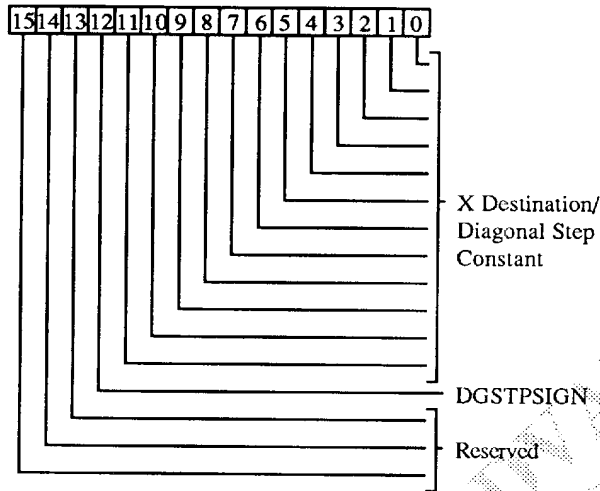 15 14 13 12 11 10 9 8 7 6 5 4 3 2 1 0
X Destination/
Diagonal Step
Constant
DGSTPSIGN
Reserved